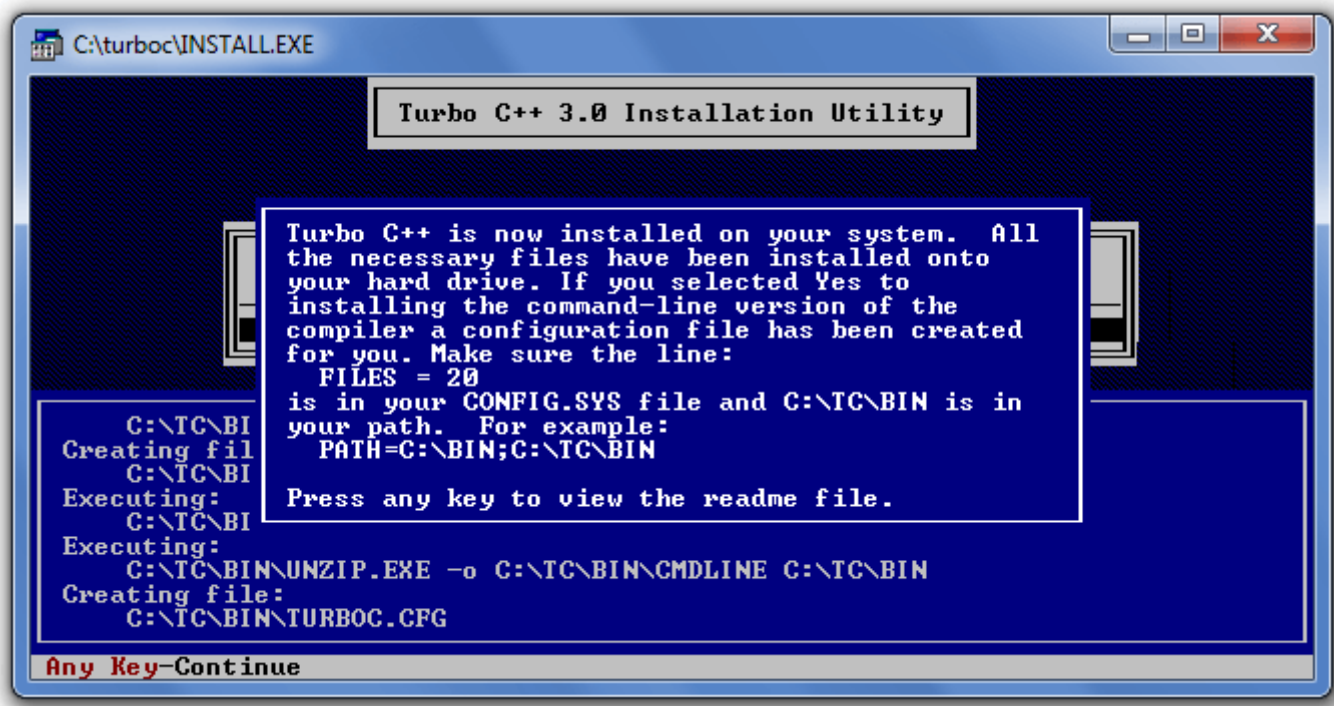 C:\turboc\INSTALL.EXE
Turbo C++ 3.0 Installation Utility
Turbo C++ is now installed on your system.  All
the necessary files have been installed onto
your hard drive. If you selected Yes to
installing the command-line version of the
compiler a configuration file has been created
for you. Make sure the line:
FILES = 20
is in your CONFIG.SYS file and C:\TC\BIN is in
your path.  For example:
PATH=C:\BIN;C:\TC\BIN
Press any key to view the readme file.
C:\TC\BI
Creating fil
C:\TC\BI
Executing:
C:\TC\BI
Executing:
C:\TC\BIN\UNZIP.EXE -o C:\TC\BIN\CMDLINE C:\TC\BIN
Creating file:
C:\TC\BIN\TURBOC.CFG
Any Key-Continue